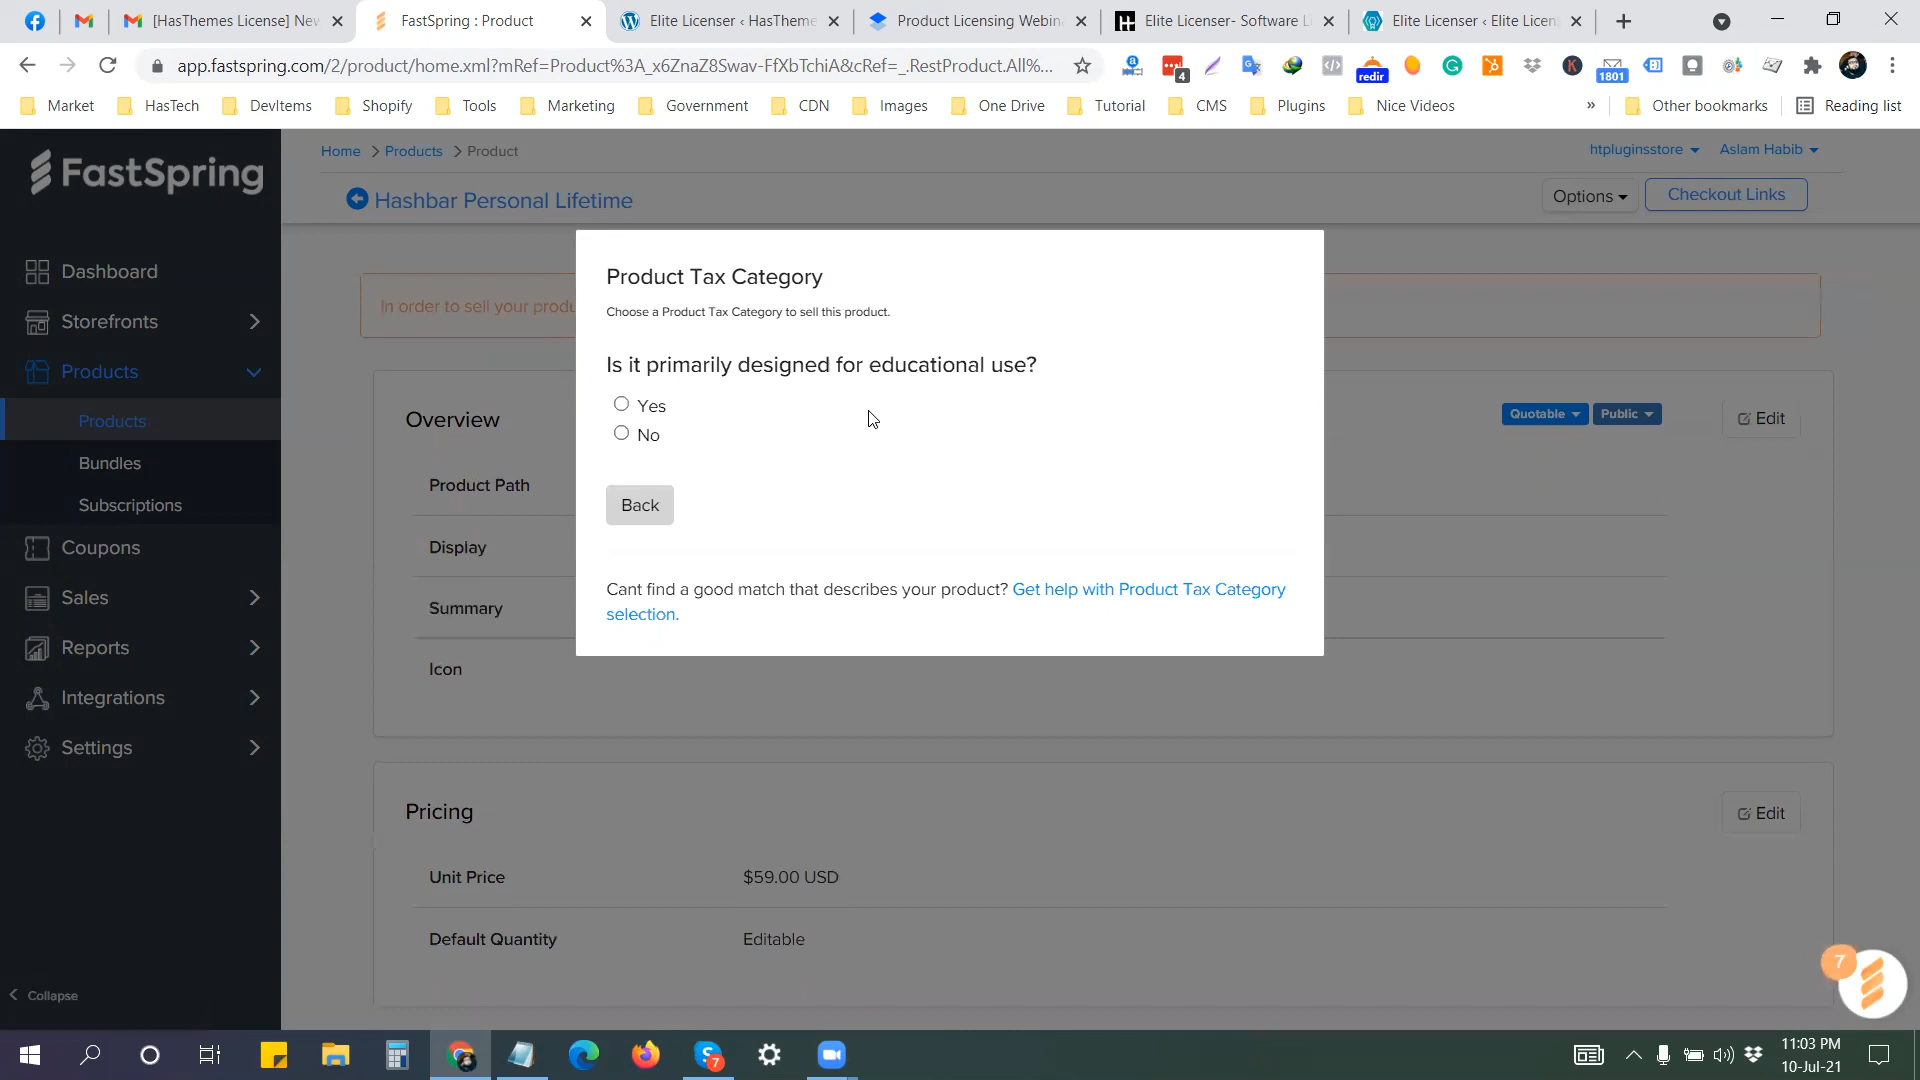 [HasThemes License] New
FastSpring : Product
Elite Licenser ‹ HasTheme
Product Licensing Webin
Elite Licenser- Software Li
Elite Licenser ‹ Elite Licen
app.fastspring.com/2/product/home.xml?mRef=Product%3A_x6ZnaZ8Swav-FfXbTchiA&cRef=_.RestProduct.All%...
4
redir
1801
Market
HasTech
DevItems
Shopify
Tools
Marketing
Government
CDN
Images
One Drive
Tutorial
CMS
Plugins
Nice Videos
»
Other bookmarks
Reading list
FastSpring
Home > Products > Product
htpluginsstore
Aslam Habib
Hashbar Personal Lifetime
Options
Checkout Links
Dashboard
Storefronts
Products
Products
Bundles
Subscriptions
Coupons
Sales
Reports
Integrations
Settings
Collapse
In order to sell your produ
Product Tax Category
Choose a Product Tax Category to sell this product.
Is it primarily designed for educational use?
Yes
No
Back
Cant find a good match that describes your product? Get help with Product Tax Category
selection.
Overview
Quotable
Public
Edit
Product Path
Display
Summary
Icon
Pricing
Edit
Unit Price
$59.00 USD
Default Quantity
Editable
7
7
11:03 PM
10-Jul-21